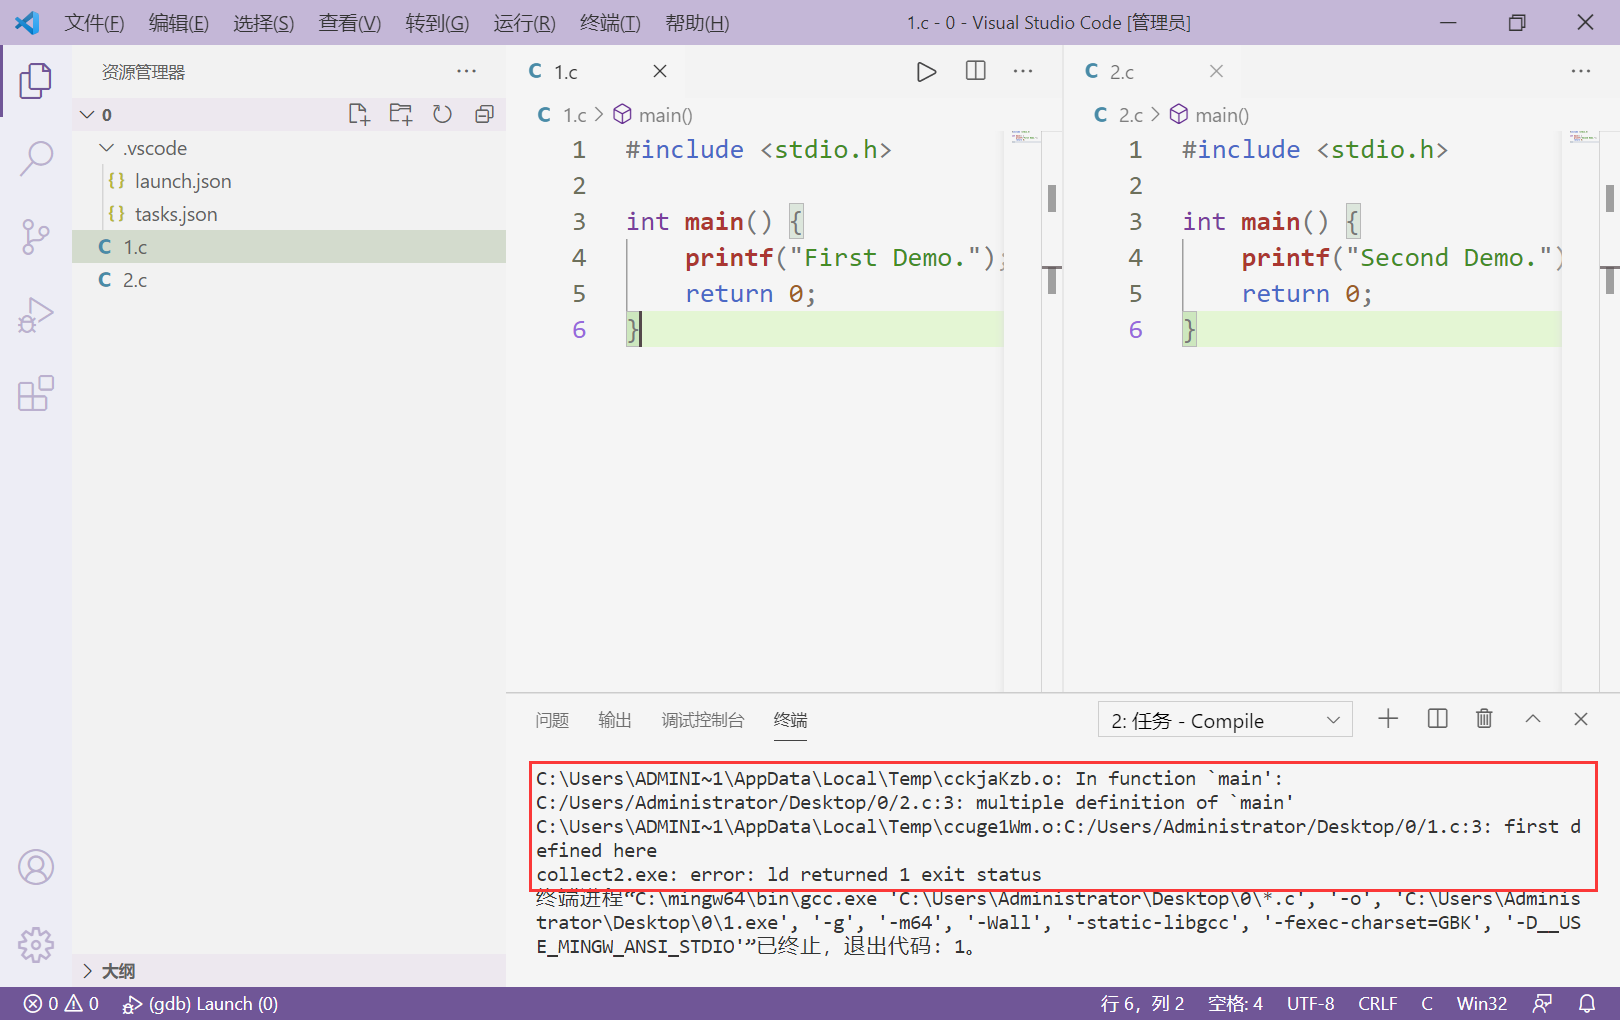 文件(F) 编辑(E) 选择(S) 查看(V) 转到(G) 运行(R) 终端(T) 帮助(H) 1.c - 0 - Visual Studio Code [管理员]
资源管理器
0
.vscode
{} launch.json
{} tasks.json
C 1.c
C 2.c
大纲
C 1.c
C 1.c > main()
1 #include <stdio.h>
2
3 int main() {
4 printf("First Demo.");
5 return 0;
6 }
C 2.c
C 2.c > main()
1 #include <stdio.h>
2
3 int main() {
4 printf("Second Demo.")
5 return 0;
6 }
问题 输出 调试控制台 终端 2: 任务 - Compile
C:\Users\ADMINI~1\AppData\Local\Temp\cckjaKzb.o: In function `main':
C:/Users/Administrator/Desktop/0/2.c:3: multiple definition of `main'
C:\Users\ADMINI~1\AppData\Local\Temp\ccuge1Wm.o:C:/Users/Administrator/Desktop/0/1.c:3: first d
efined here
collect2.exe: error: ld returned 1 exit status
终端进程“C:\mingw64\bin\gcc.exe 'C:\Users\Administrator\Desktop\0\*.c', '-o', 'C:\Users\Adminis
trator\Desktop\0\1.exe', '-g', '-m64', '-Wall', '-static-libgcc', '-fexec-charset=GBK', '-D__US
E_MINGW_ANSI_STDIO'”已终止，退出代码: 1。
0 0 (gdb) Launch (0) 行 6，列 2 空格: 4 UTF-8 CRLF C Win32